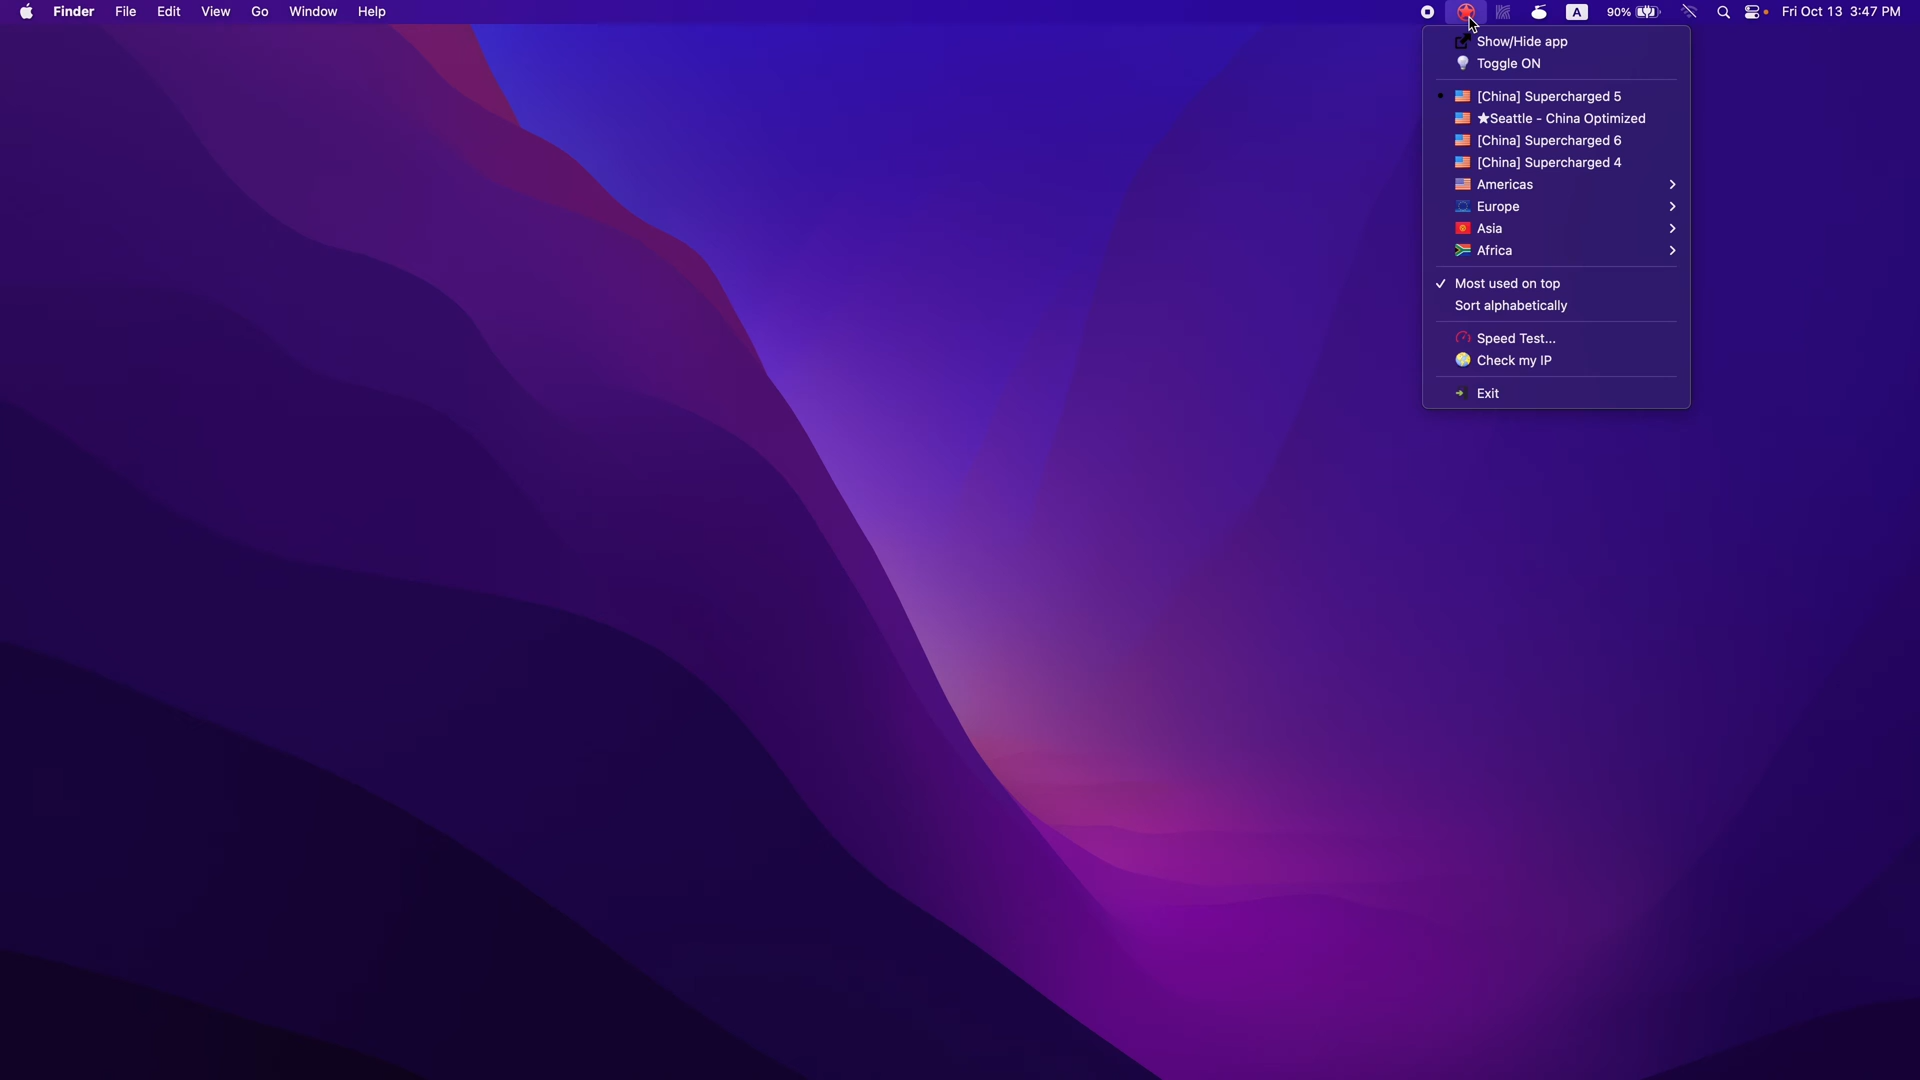 Finder File Edit View Go Window Help A 90% Fri Oct 13 3:47 PM
Show/Hide app
Toggle ON
[China] Supercharged 5
★Seattle - China Optimized
[China] Supercharged 6
[China] Supercharged 4
Americas
Europe
Asia
Africa
Most used on top
Sort alphabetically
Speed Test...
Check my IP
Exit